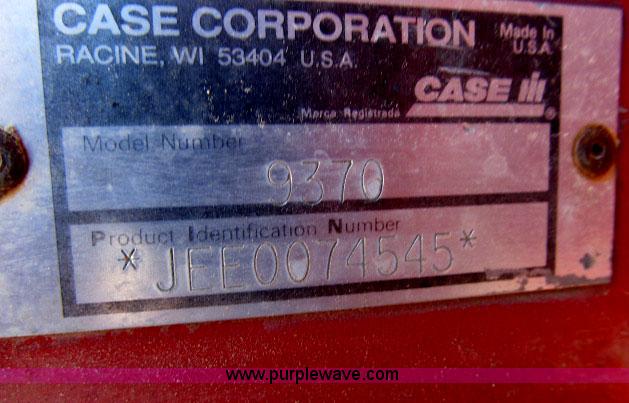 CASE CORPORATION
Made in
U.S.A.
RACINE, WI 53404 U.S.A.
CASE IH
Marca Registrada ®
Model Number
9370
Product Identification Number
*JEE0074545*
www.purplewave.com